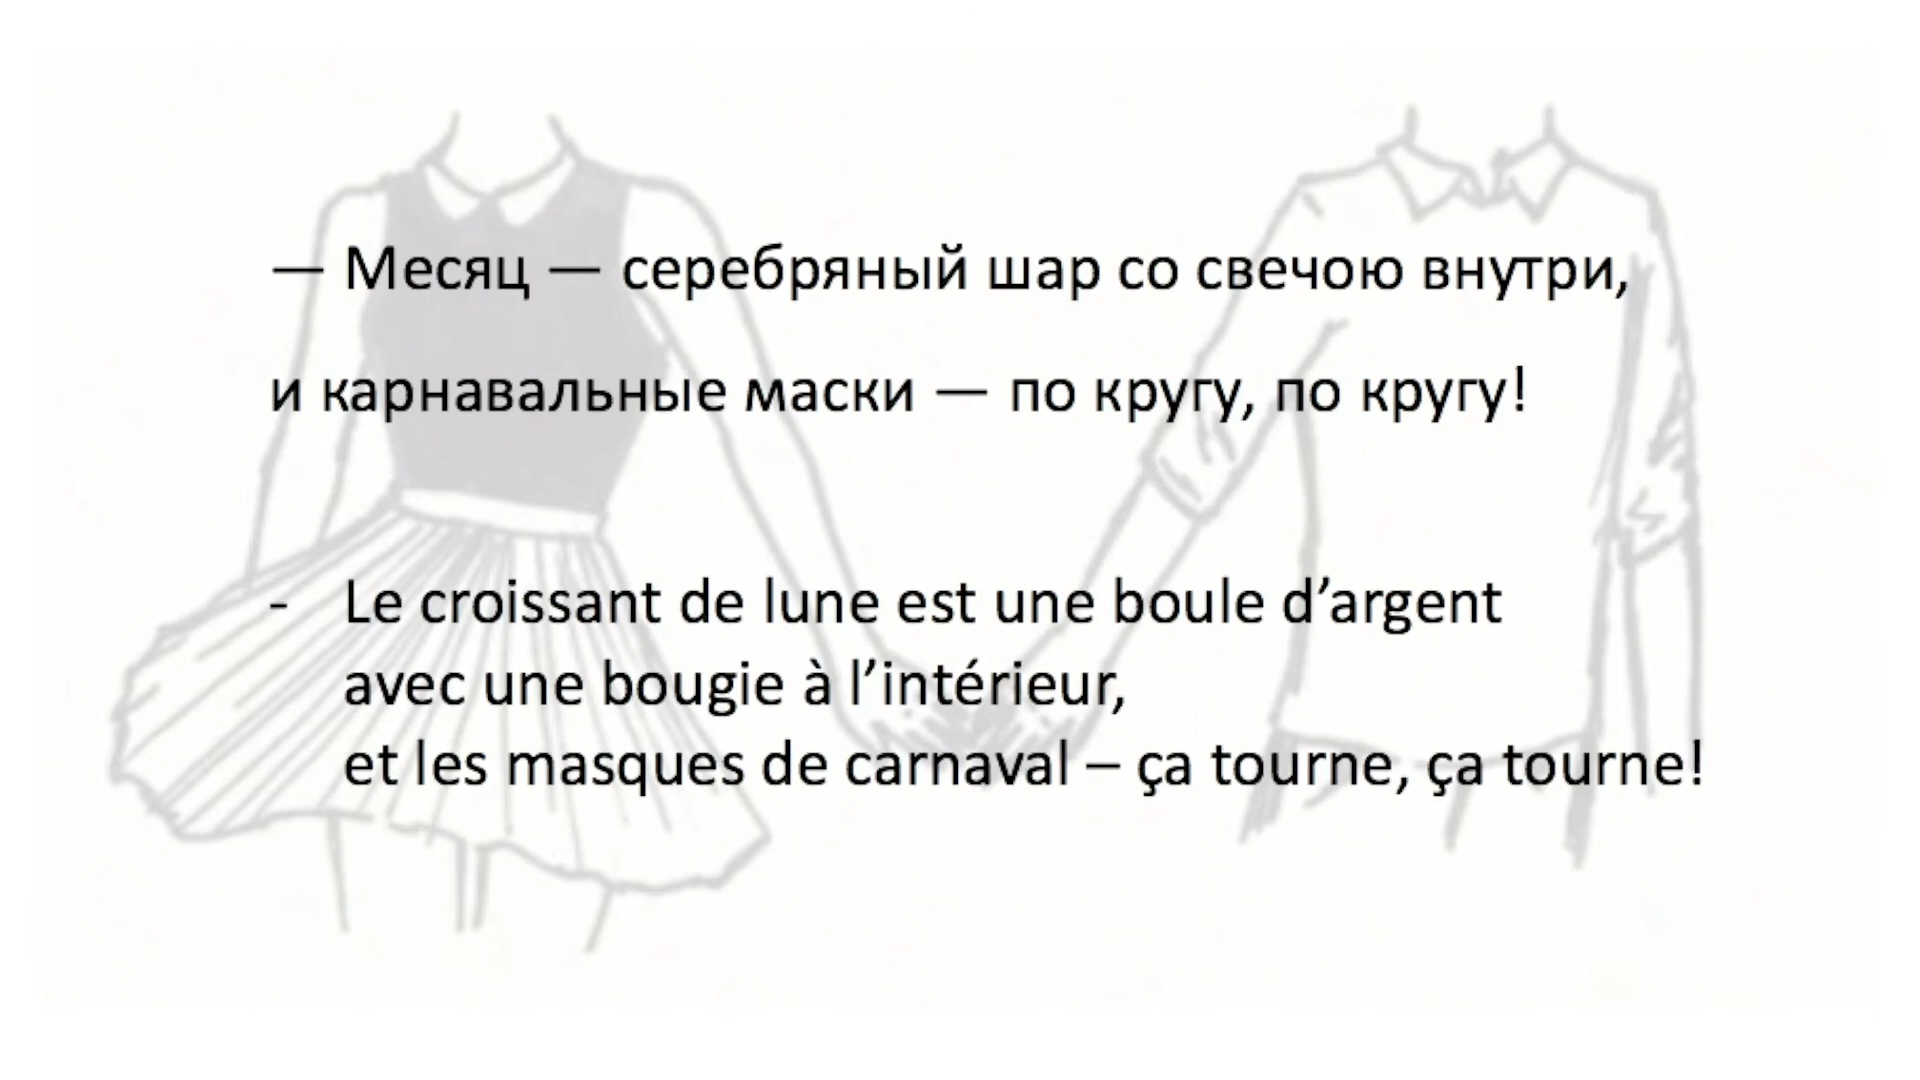 — Месяц — серебряный шар со свечою внутри,
и карнавальные маски — по кругу, по кругу!
- Le croissant de lune est une boule d’argent
avec une bougie à l’intérieur,
et les masques de carnaval – ça tourne, ça tourne!